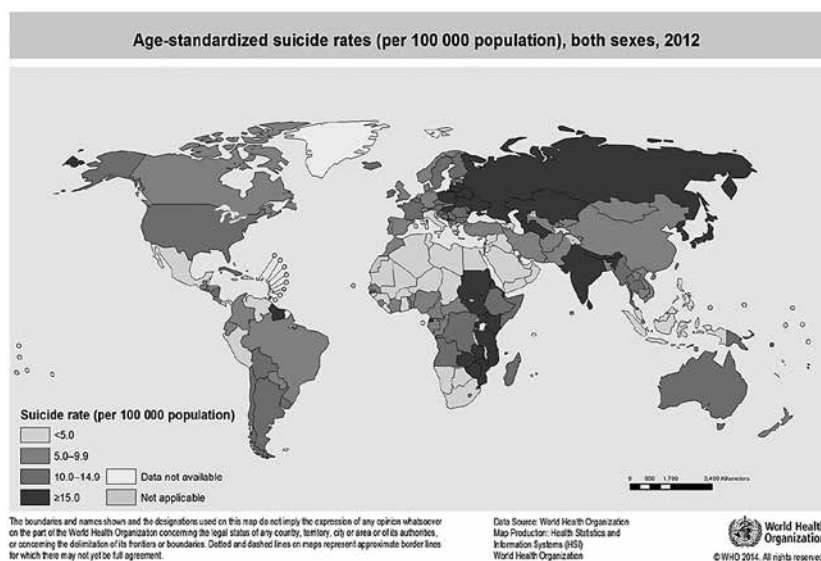 Age-standardized suicide rates (per 100 000 population), both sexes, 2012
Suicide rate (per 100 000 population)
<5.0
5.0–9.9
10.0–14.0
≥15.0
Data not available
Not applicable
0 850 1,700 3,400 Kilometers
The boundaries and names shown and the designations used on this map do not imply the expression of any opinion whatsoever
on the part of the World Health Organization concerning the legal status of any country, territory, city or area or of its authorities,
or concerning the delimitation of its frontiers or boundaries. Dotted and dashed lines on maps represent approximate border lines
for which there may not yet be full agreement.
Data Source: World Health Organization
Map Production: Health Statistics and
Information Systems (HSI)
World Health Organization
World Health
Organization
© WHO 2014. All rights reserved